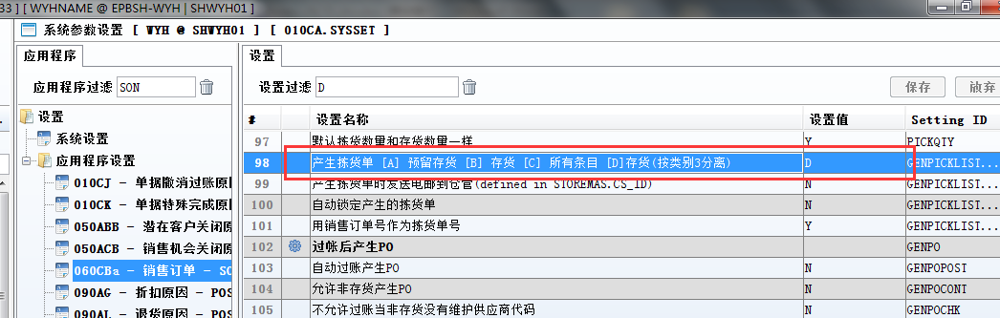 33 ] [ WYHNAME @ EPBSH-WYH | SHWYH01 ]
系统参数设置 [ WYH @ SHWYH01 ] [ 010CA.SYSSET ]
应用程序
应用程序过滤 SON
设置
系统设置
应用程序设置
010CJ - 单据撤消过账原
010CK - 单据特殊完成原
050ABB - 潜在客户关闭原
050ACB - 销售机会关闭原
060CBa - 销售订单 - SO
090AG - 折扣原因 - POS
090AL - 退货原因 - POS
设置
设置过滤 D
保存 放弃
# 设置名称 设置值 Setting ID
97 默认拣货数量和存货数量一样 Y PICKQTY
98 产生拣货单 [A] 预留存货 [B] 存货 [C] 所有条目 [D]存货(按类别3分离) D GENPICKLIST...
99 产生拣货单时发送电邮到仓管(defined in STOREMAS.CS_ID) N GENPICKLIST...
100 自动锁定产生的拣货单 N GENPICKLIST...
101 用销售订单号作为拣货单号 Y GENPICKLIST...
102 过帐后产生PO GENPO
103 自动过账产生PO N GENPOPOST
104 允许非存货产生PO N GENPOCONT
105 不允许过账当非存货没有维护供应商代码 N GENPOCHK